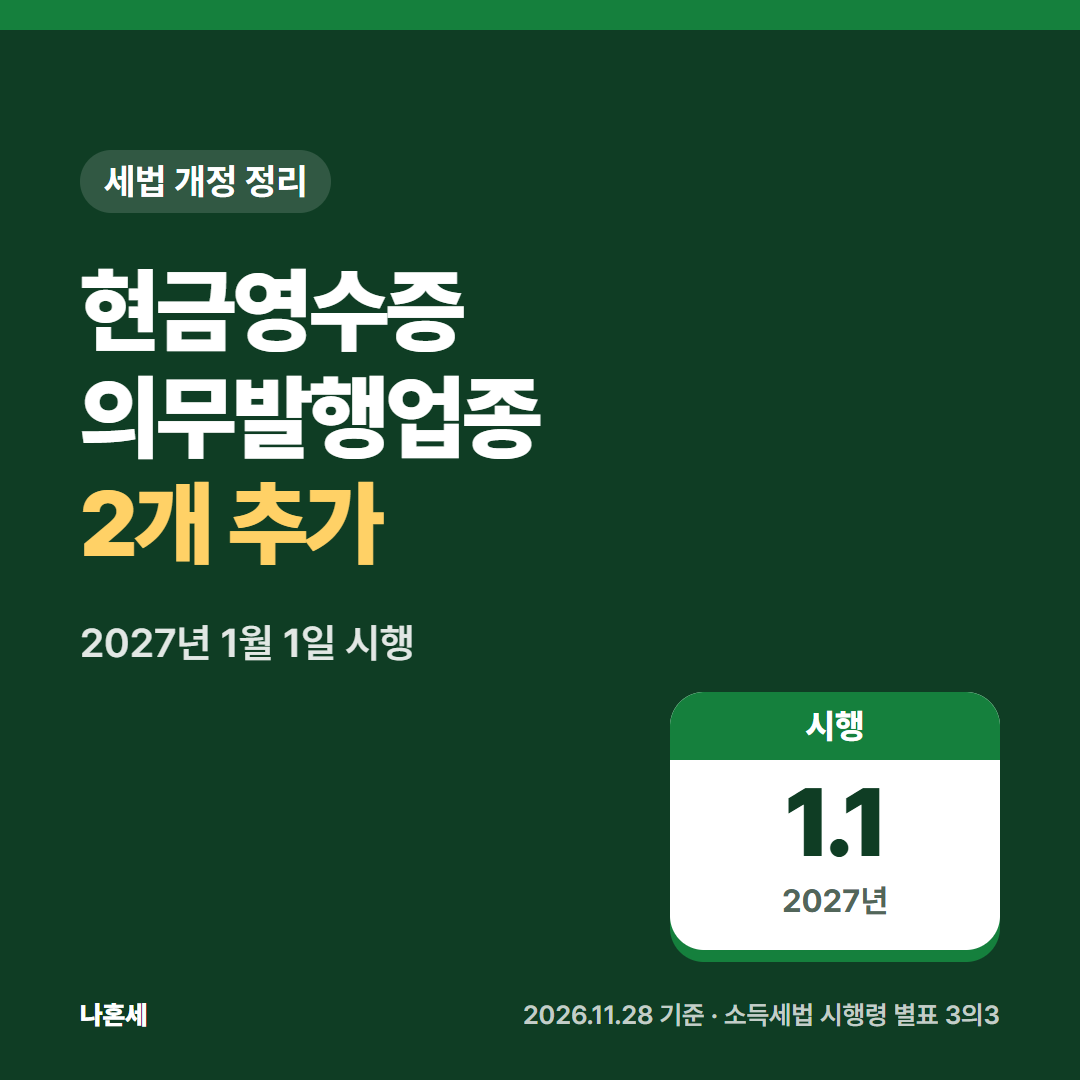 세법 개정 정리
현금영수증
의무발행업종
2개 추가
2027년 1월 1일 시행
시행
1.1
2027년
나혼세
2026.11.28 기준 · 소득세법 시행령 별표 3의3